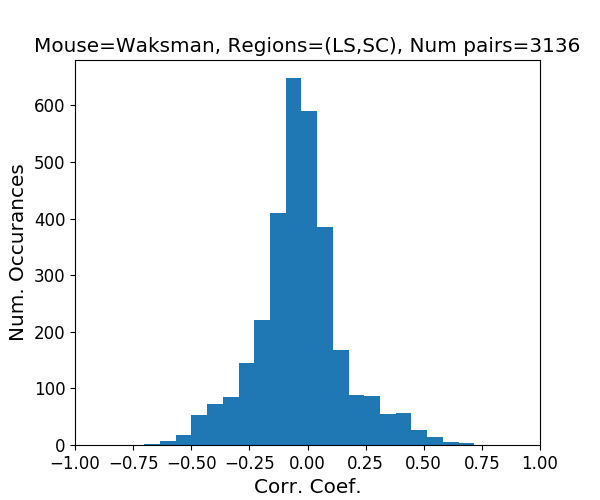 Mouse=Waksman, Regions=(LS,SC), Num pairs=3136
Num. Occurances
600
500
400
300
200
100
0
−1.00 −0.75 −0.50 −0.25 0.00 0.25 0.50 0.75 1.00
Corr. Coef.